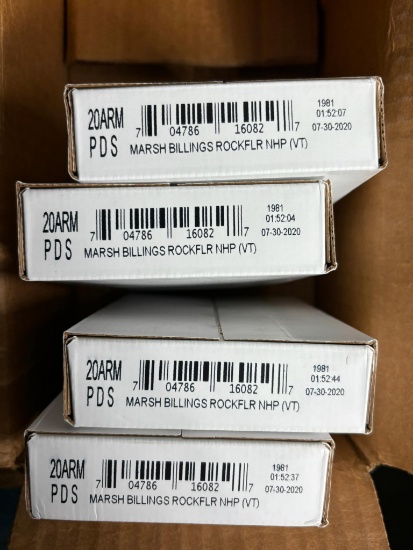 20ARM
PDS
7 04786 16082 7
MARSH BILLINGS ROCKFLR NHP (VT)
1981
01:52:07
07-30-2020
20ARM
PDS
7 04786 16082 7
MARSH BILLINGS ROCKFLR NHP (VT)
1981
01:52:04
07-30-2020
20ARM
PDS
7 04786 16082 7
MARSH BILLINGS ROCKFLR NHP (VT)
1981
01:52:44
07-30-2020
20ARM
PDS
7 04786 16082 7
MARSH BILLINGS ROCKFLR NHP (VT)
1981
01:52:37
07-30-2020